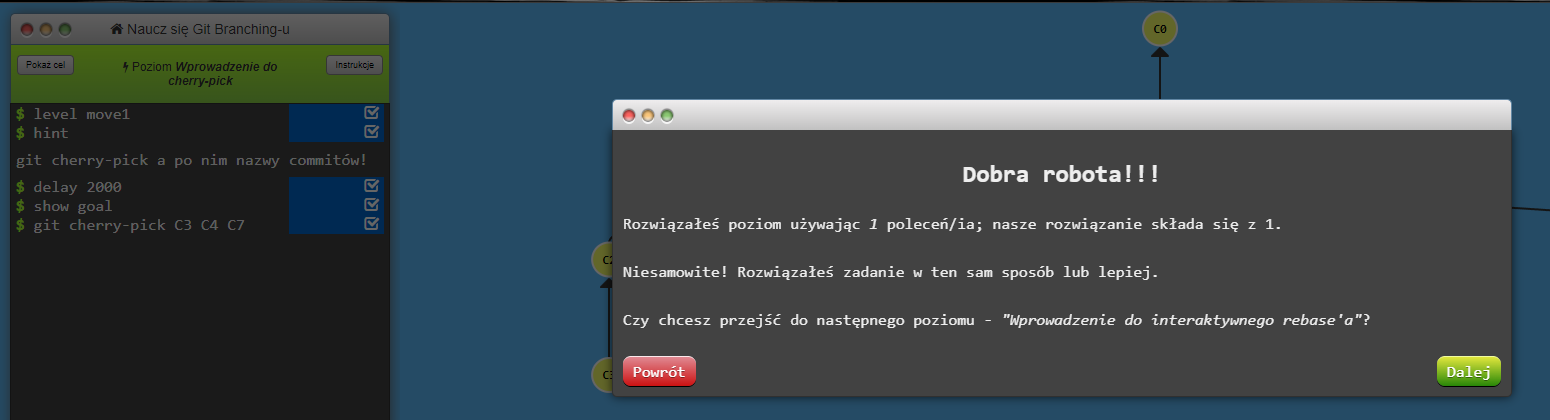 Naucz się Git Branching-u
Pokaż cel
Poziom Wprowadzenie do
cherry-pick
Instrukcje
$ level move1
$ hint
git cherry-pick a po nim nazwy commitów!
$ delay 2000
$ show goal
$ git cherry-pick C3 C4 C7
C0
Dobra robota!!!
Rozwiązałeś poziom używając 1 poleceń/ia; nasze rozwiązanie składa się z 1.
Niesamowite! Rozwiązałeś zadanie w ten sam sposób lub lepiej.
Czy chcesz przejść do następnego poziomu - "Wprowadzenie do interaktywnego rebase'a"?
Powrót
Dalej